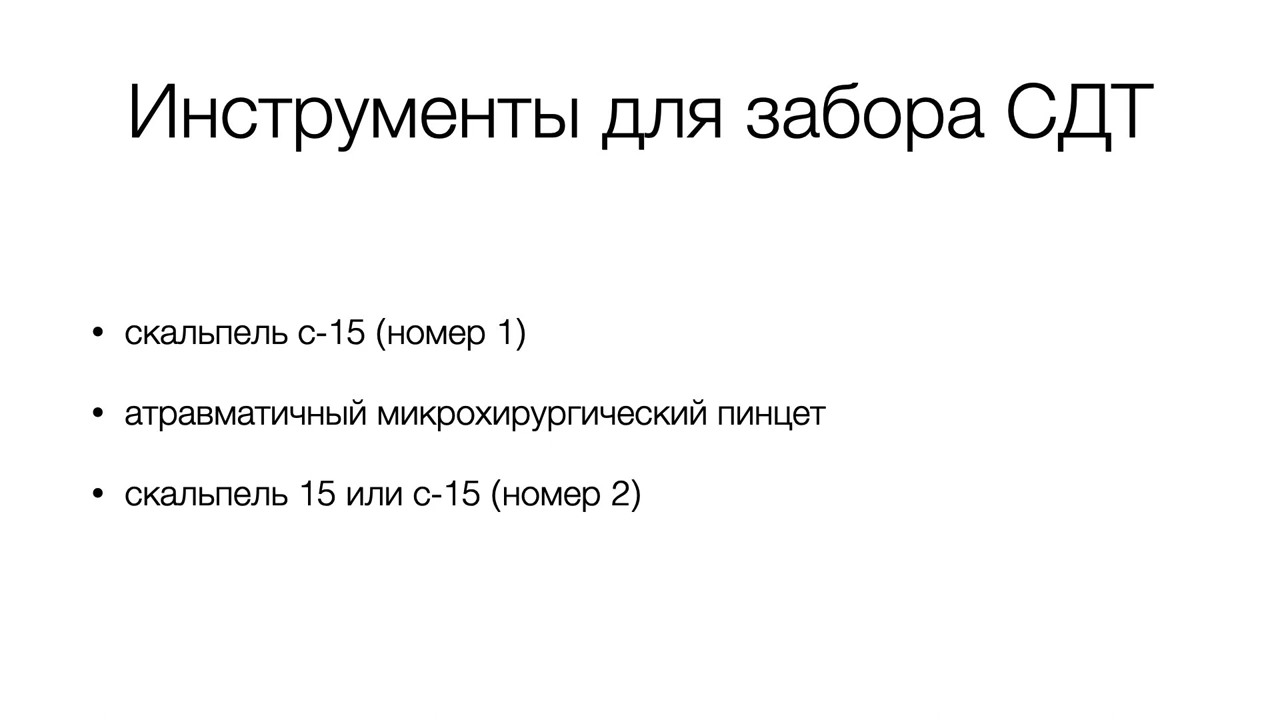 Инструменты для забора СДТ
• скальпель с-15 (номер 1)
• атравматичный микрохирургический пинцет
• скальпель 15 или с-15 (номер 2)